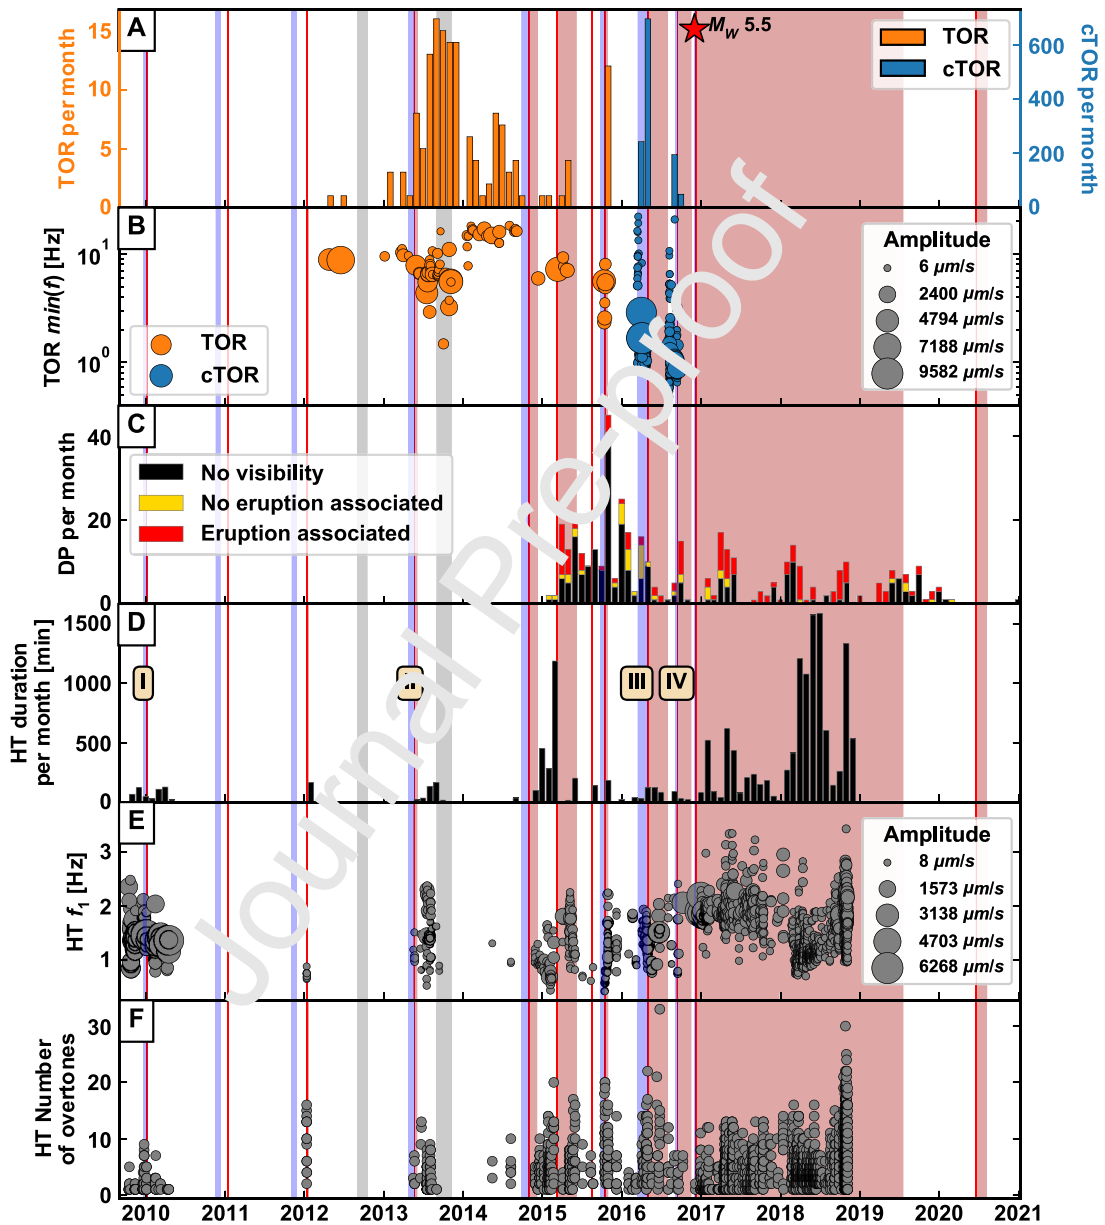 A
TOR per month
15
10
5
0
M_W 5.5
TOR
cTOR
cTOR per month
600
400
200
0
B
TOR min(f) [Hz]
10^1
10^0
TOR
cTOR
Amplitude
6 μm/s
2400 μm/s
4794 μm/s
7188 μm/s
9582 μm/s
C
DP per month
40
20
0
No visibility
No eruption associated
Eruption associated
D
HT duration
per month [min]
1500
1000
500
0
I
II
III
IV
E
HT f_1 [Hz]
3
2
1
Amplitude
8 μm/s
1573 μm/s
3138 μm/s
4703 μm/s
6268 μm/s
F
HT Number
of overtones
30
20
10
0
2010 2011 2012 2013 2014 2015 2016 2017 2018 2019 2020 2021
Journal Pre-proof